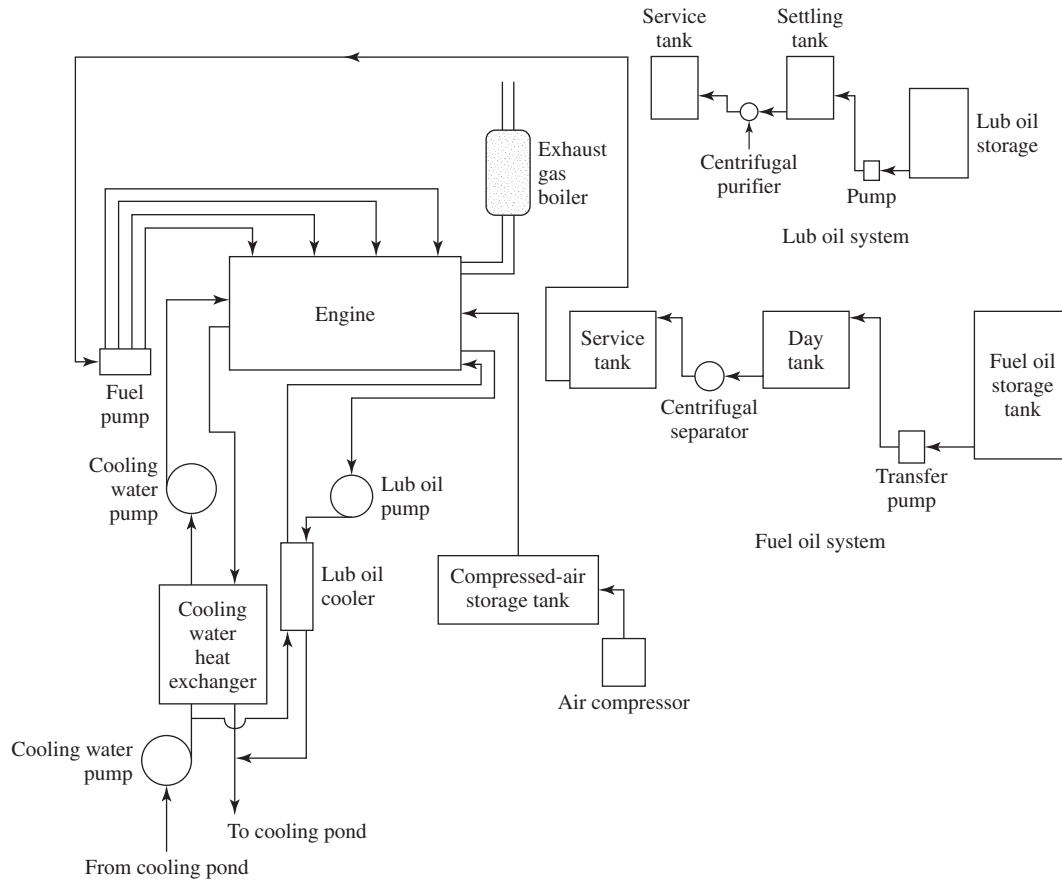 Service
tank
Settling
tank
Lub oil
storage
Centrifugal
purifier
Pump
Lub oil system
Exhaust
gas
boiler
Engine
Fuel
pump
Service
tank
Day
tank
Fuel oil
storage
tank
Centrifugal
separator
Transfer
pump
Fuel oil system
Cooling
water
pump
Lub oil
pump
Lub oil
cooler
Compressed-air
storage tank
Cooling
water
heat
exchanger
Air compressor
Cooling water
pump
To cooling pond
From cooling pond